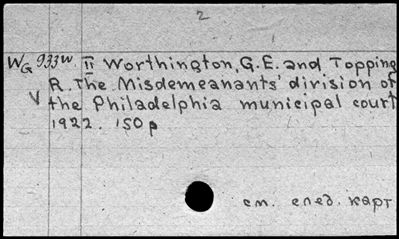 2
WG 933w II Worthington, G.E. and Topping
R. The Misdemeanants' division of
V the Philadelphia municipal court
1922. 150 p
см. след. карт